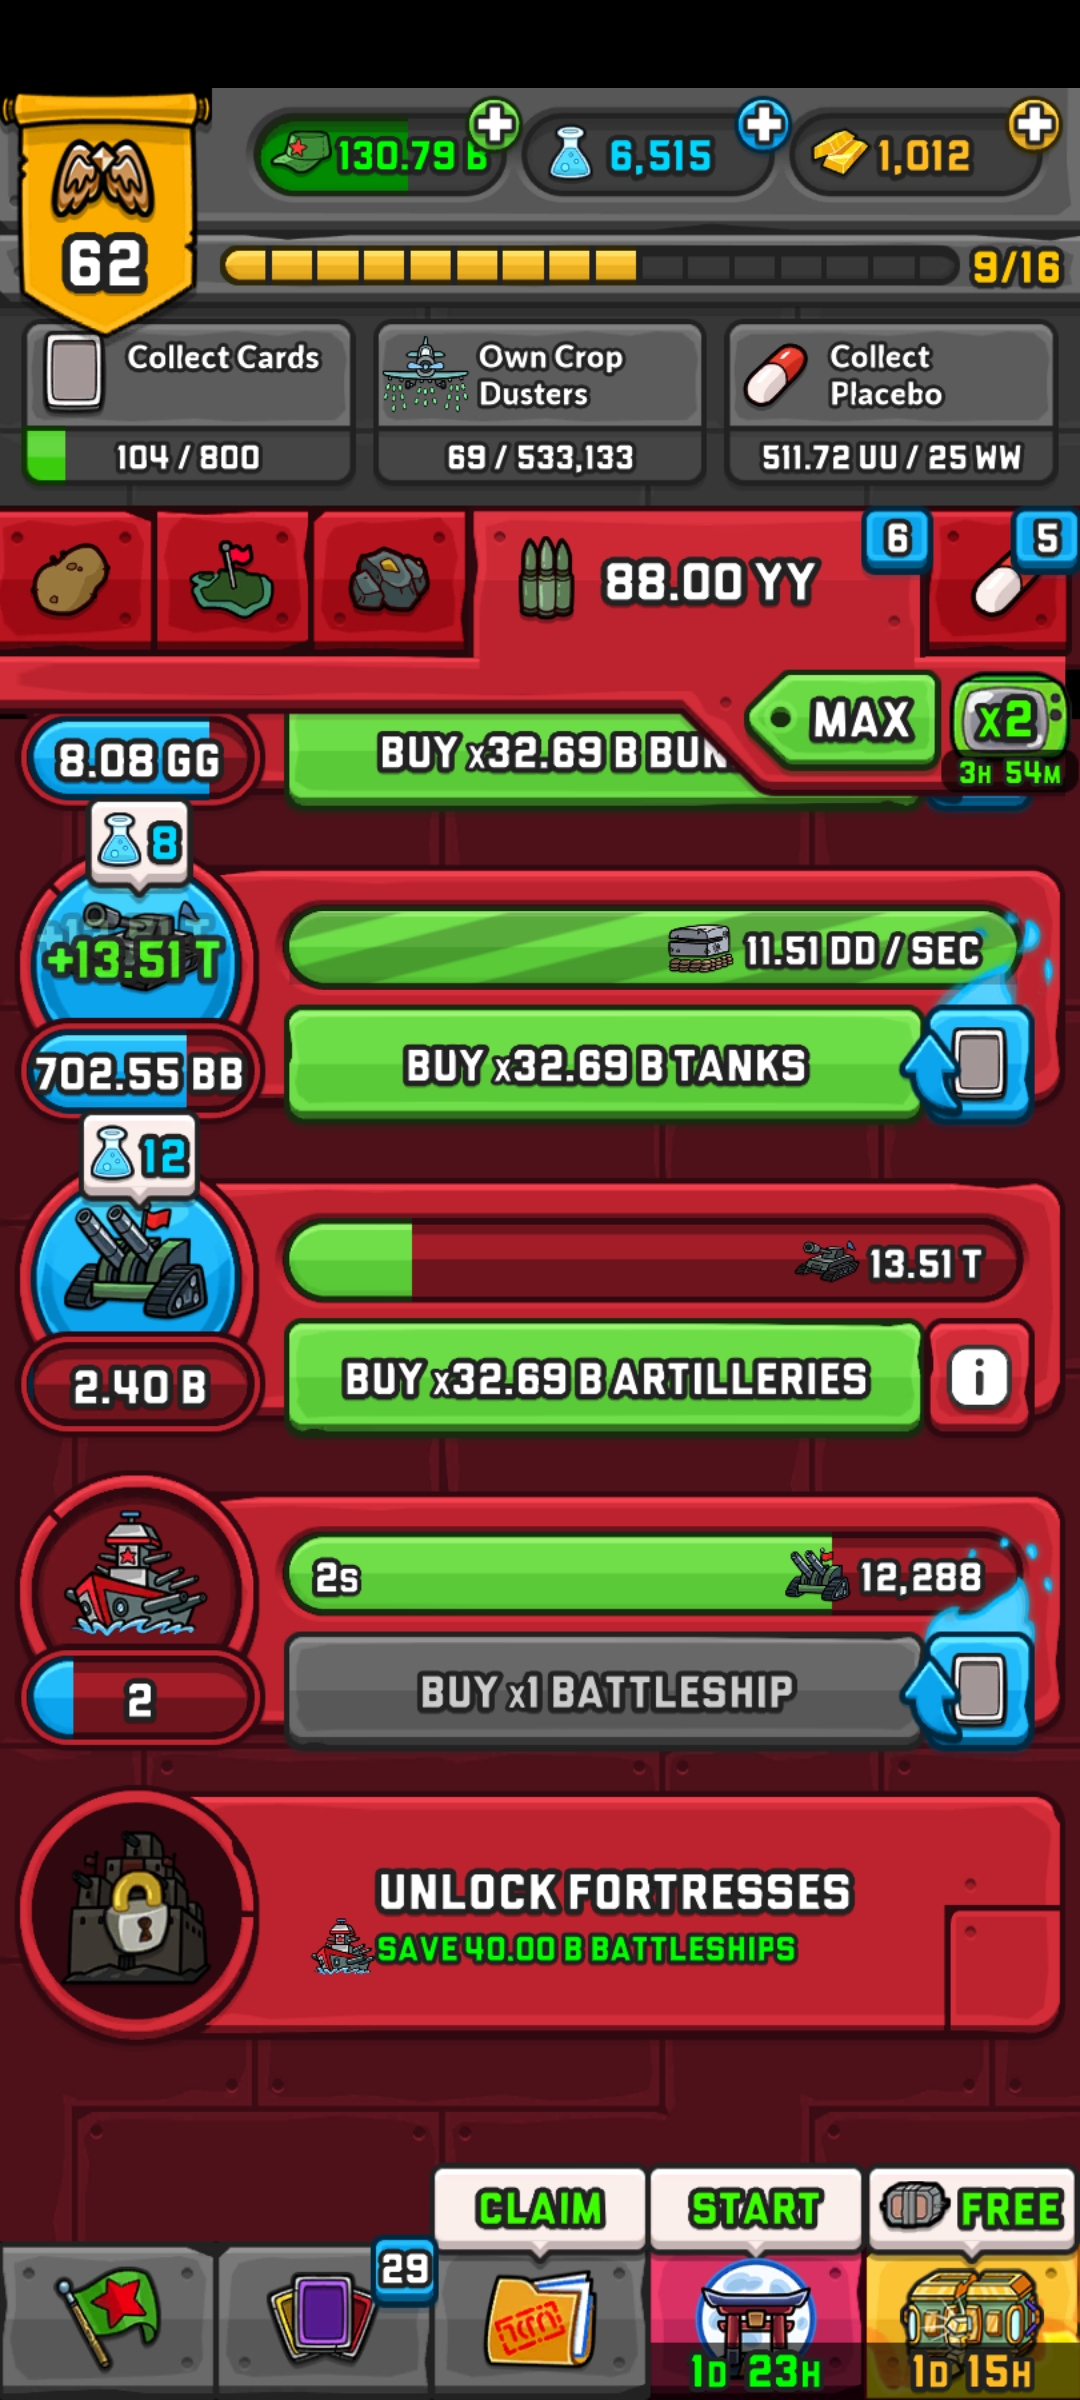 62
130.79 B
6,515
1,012
9/16
Collect Cards
104 / 800
Own Crop
Dusters
69 / 533,133
Collect
Placebo
511.72 UU / 25 WW
88.00 YY
6
5
MAX
x2
3H 54M
8.08 GG
BUY x32.69 B BUN
8
+13.51 T
11.51 DD / SEC
702.55 BB
BUY x32.69 B TANKS
12
13.51 T
2.40 B
BUY x32.69 B ARTILLERIES
i
2s
12,288
2
BUY x1 BATTLESHIP
UNLOCK FORTRESSES
SAVE 40.00 B BATTLESHIPS
CLAIM
START
FREE
29
1D 23H
1D 15H